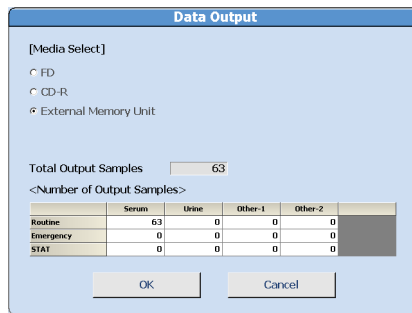 Data Output
[Media Select]
FD
CD-R
External Memory Unit
Total Output Samples 63
<Number of Output Samples>
Serum Urine Other-1 Other-2
Routine 63 0 0 0
Emergency 0 0 0 0
STAT 0 0 0 0
OK Cancel